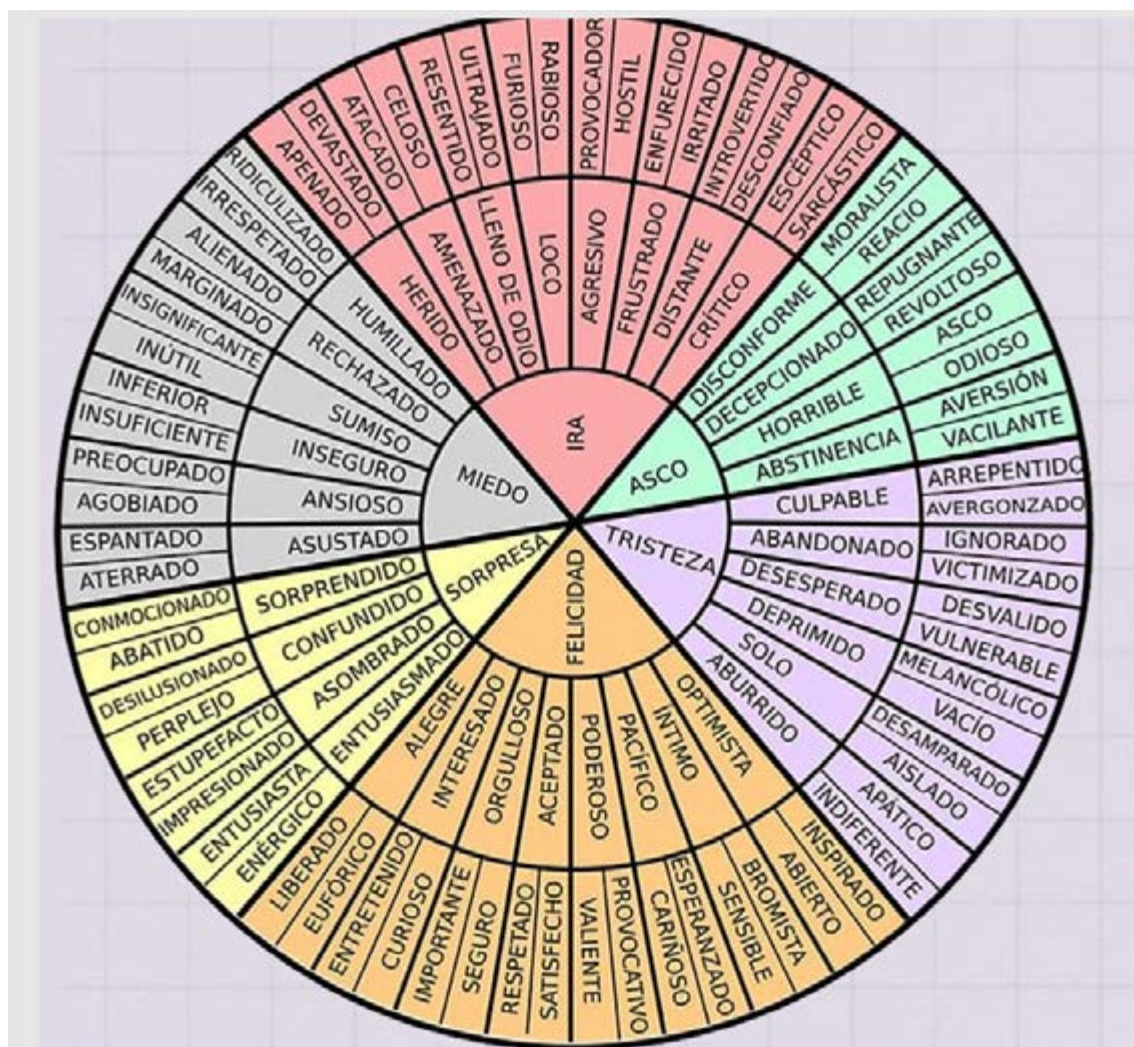 IRA
HERIDO
APENADO
DEVASTADO
AMENAZADO
ATACADO
CELOSO
LLENO DE ODIO
RESENTIDO
ULTRAJADO
LOCO
FURIOSO
RABIOSO
AGRESIVO
PROVOCADOR
HOSTIL
FRUSTRADO
ENFURECIDO
IRRITADO
DISTANTE
INTROVERTIDO
DESCONFIADO
CRÍTICO
ESCÉPTICO
SARCÁSTICO
ASCO
DISCONFORME
MORALISTA
REACIO
DECEPCIONADO
REPUGNANTE
REVOLTOSO
HORRIBLE
ASCO
ODIOSO
ABSTINENCIA
AVERSIÓN
VACILANTE
TRISTEZA
CULPABLE
ARREPENTIDO
AVERGONZADO
ABANDONADO
IGNORADO
VICTIMIZADO
DESESPERADO
DESVALIDO
VULNERABLE
DEPRIMIDO
MELANCÓLICO
VACÍO
SOLO
DESAMPARADO
AISLADO
ABURRIDO
APÁTICO
INDIFERENTE
FELICIDAD
OPTIMISTA
INSPIRADO
ABIERTO
ÍNTIMO
BROMISTA
SENSIBLE
PACÍFICO
ESPERANZADO
CARIÑOSO
PODEROSO
PROVOCATIVO
VALIENTE
ACEPTADO
SATISFECHO
RESPETADO
ORGULLOSO
SEGURO
IMPORTANTE
INTERESADO
CURIOSO
ENTRETENIDO
ALEGRE
EUFÓRICO
LIBERADO
SORPRESA
ENTUSIASMADO
ENÉRGICO
ENTUSIASTA
ASOMBRADO
IMPRESIONADO
ESTUPEFACTO
CONFUNDIDO
PERPLEJO
DESILUSIONADO
SORPRENDIDO
ABATIDO
CONMOCIONADO
MIEDO
ASUSTADO
ATERRADO
ESPANTADO
ANSIOSO
AGOBIADO
PREOCUPADO
INSEGURO
INSUFICIENTE
INFERIOR
SUMISO
INÚTIL
INSIGNIFICANTE
RECHAZADO
MARGINADO
ALIENADO
HUMILLADO
IRRESPETADO
RIDICULIZADO